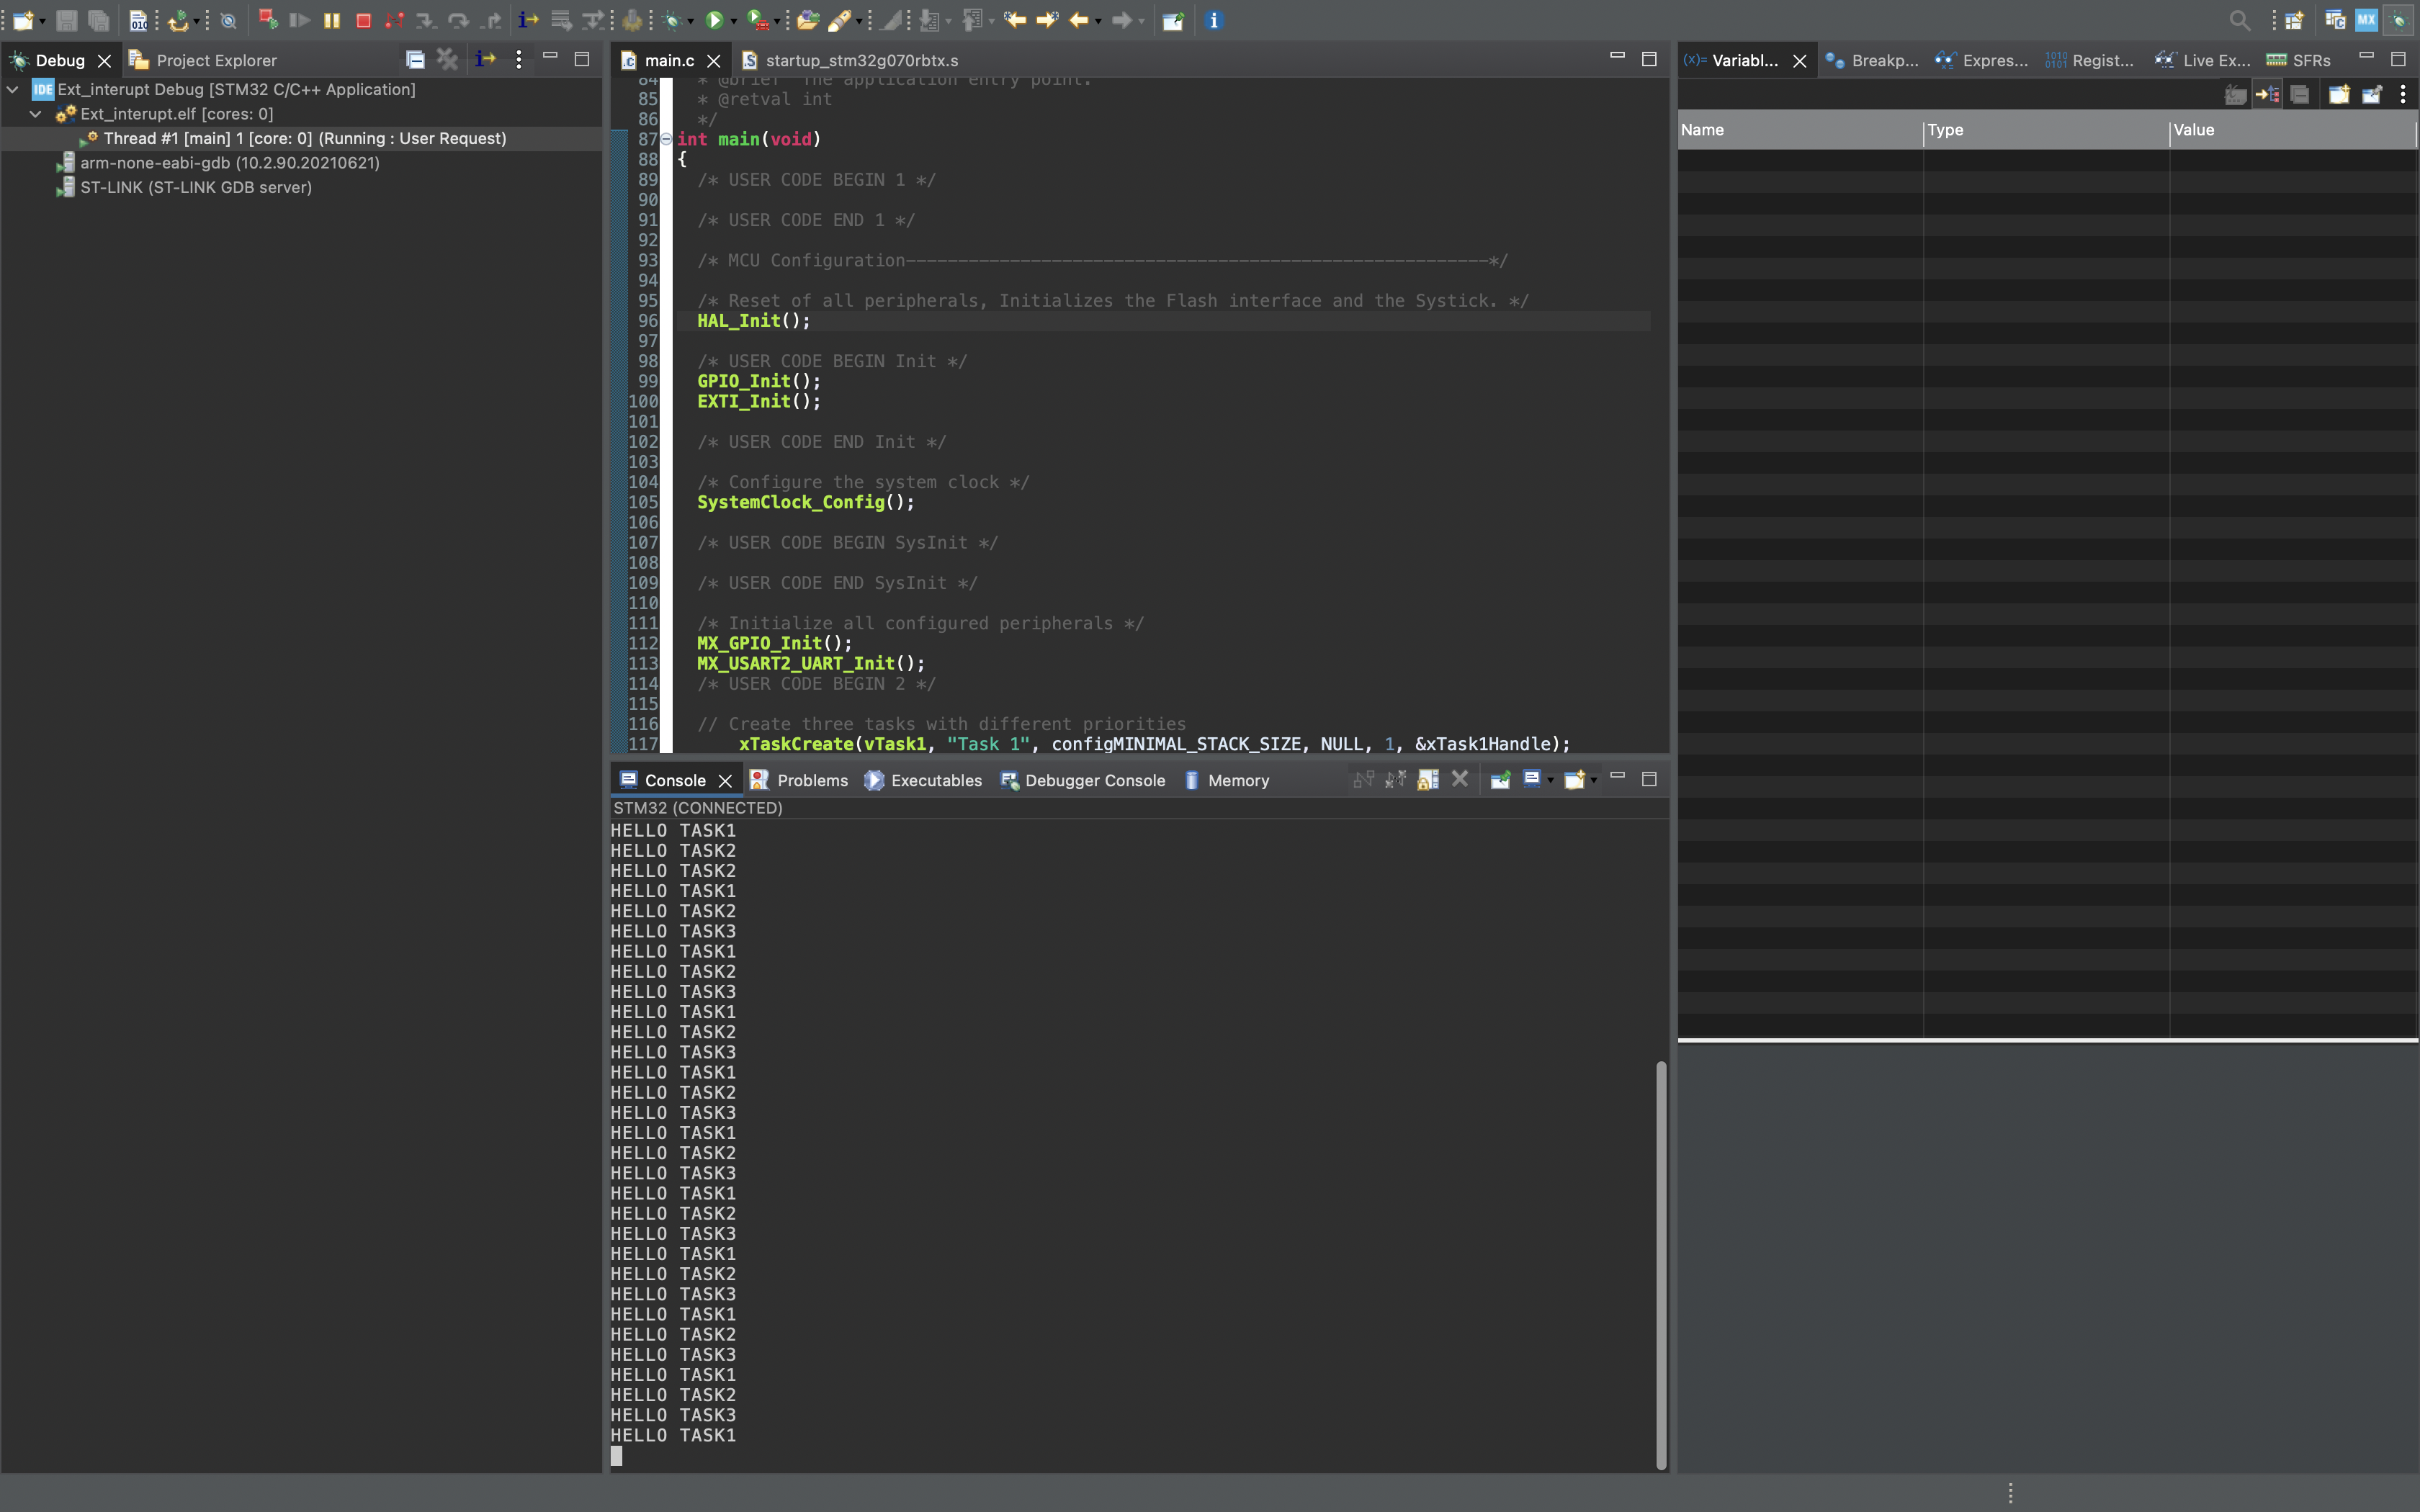 Debug
Project Explorer
Ext_interupt Debug [STM32 C/C++ Application]
Ext_interupt.elf [cores: 0]
Thread #1 [main] 1 [core: 0] (Running : User Request)
arm-none-eabi-gdb (10.2.90.20210621)
ST-LINK (ST-LINK GDB server)
main.c
startup_stm32g070rbtx.s
84 * @brief  The application entry point.
85 * @retval int
86 */
87 int main(void)
88 {
89 /* USER CODE BEGIN 1 */
90
91 /* USER CODE END 1 */
92
93 /* MCU Configuration--------------------------------------------------------*/
94
95 /* Reset of all peripherals, Initializes the Flash interface and the Systick. */
96 HAL_Init();
97
98 /* USER CODE BEGIN Init */
99 GPIO_Init();
100 EXTI_Init();
101
102 /* USER CODE END Init */
103
104 /* Configure the system clock */
105 SystemClock_Config();
106
107 /* USER CODE BEGIN SysInit */
108
109 /* USER CODE END SysInit */
110
111 /* Initialize all configured peripherals */
112 MX_GPIO_Init();
113 MX_USART2_UART_Init();
114 /* USER CODE BEGIN 2 */
115
116 // Create three tasks with different priorities
117 xTaskCreate(vTask1, "Task 1", configMINIMAL_STACK_SIZE, NULL, 1, &xTask1Handle);
Console
Problems
Executables
Debugger Console
Memory
STM32 (CONNECTED)
HELLO TASK1
HELLO TASK2
HELLO TASK2
HELLO TASK1
HELLO TASK2
HELLO TASK3
HELLO TASK1
HELLO TASK2
HELLO TASK3
HELLO TASK1
HELLO TASK2
HELLO TASK3
HELLO TASK1
HELLO TASK2
HELLO TASK3
HELLO TASK1
HELLO TASK2
HELLO TASK3
HELLO TASK1
HELLO TASK2
HELLO TASK3
HELLO TASK1
HELLO TASK2
HELLO TASK3
HELLO TASK1
HELLO TASK2
HELLO TASK3
HELLO TASK1
HELLO TASK2
HELLO TASK3
HELLO TASK1
(x)= Variabl...
Breakp...
Expres...
1010 0101 Regist...
Live Ex...
SFRs
Name
Type
Value
IDE
MX
010